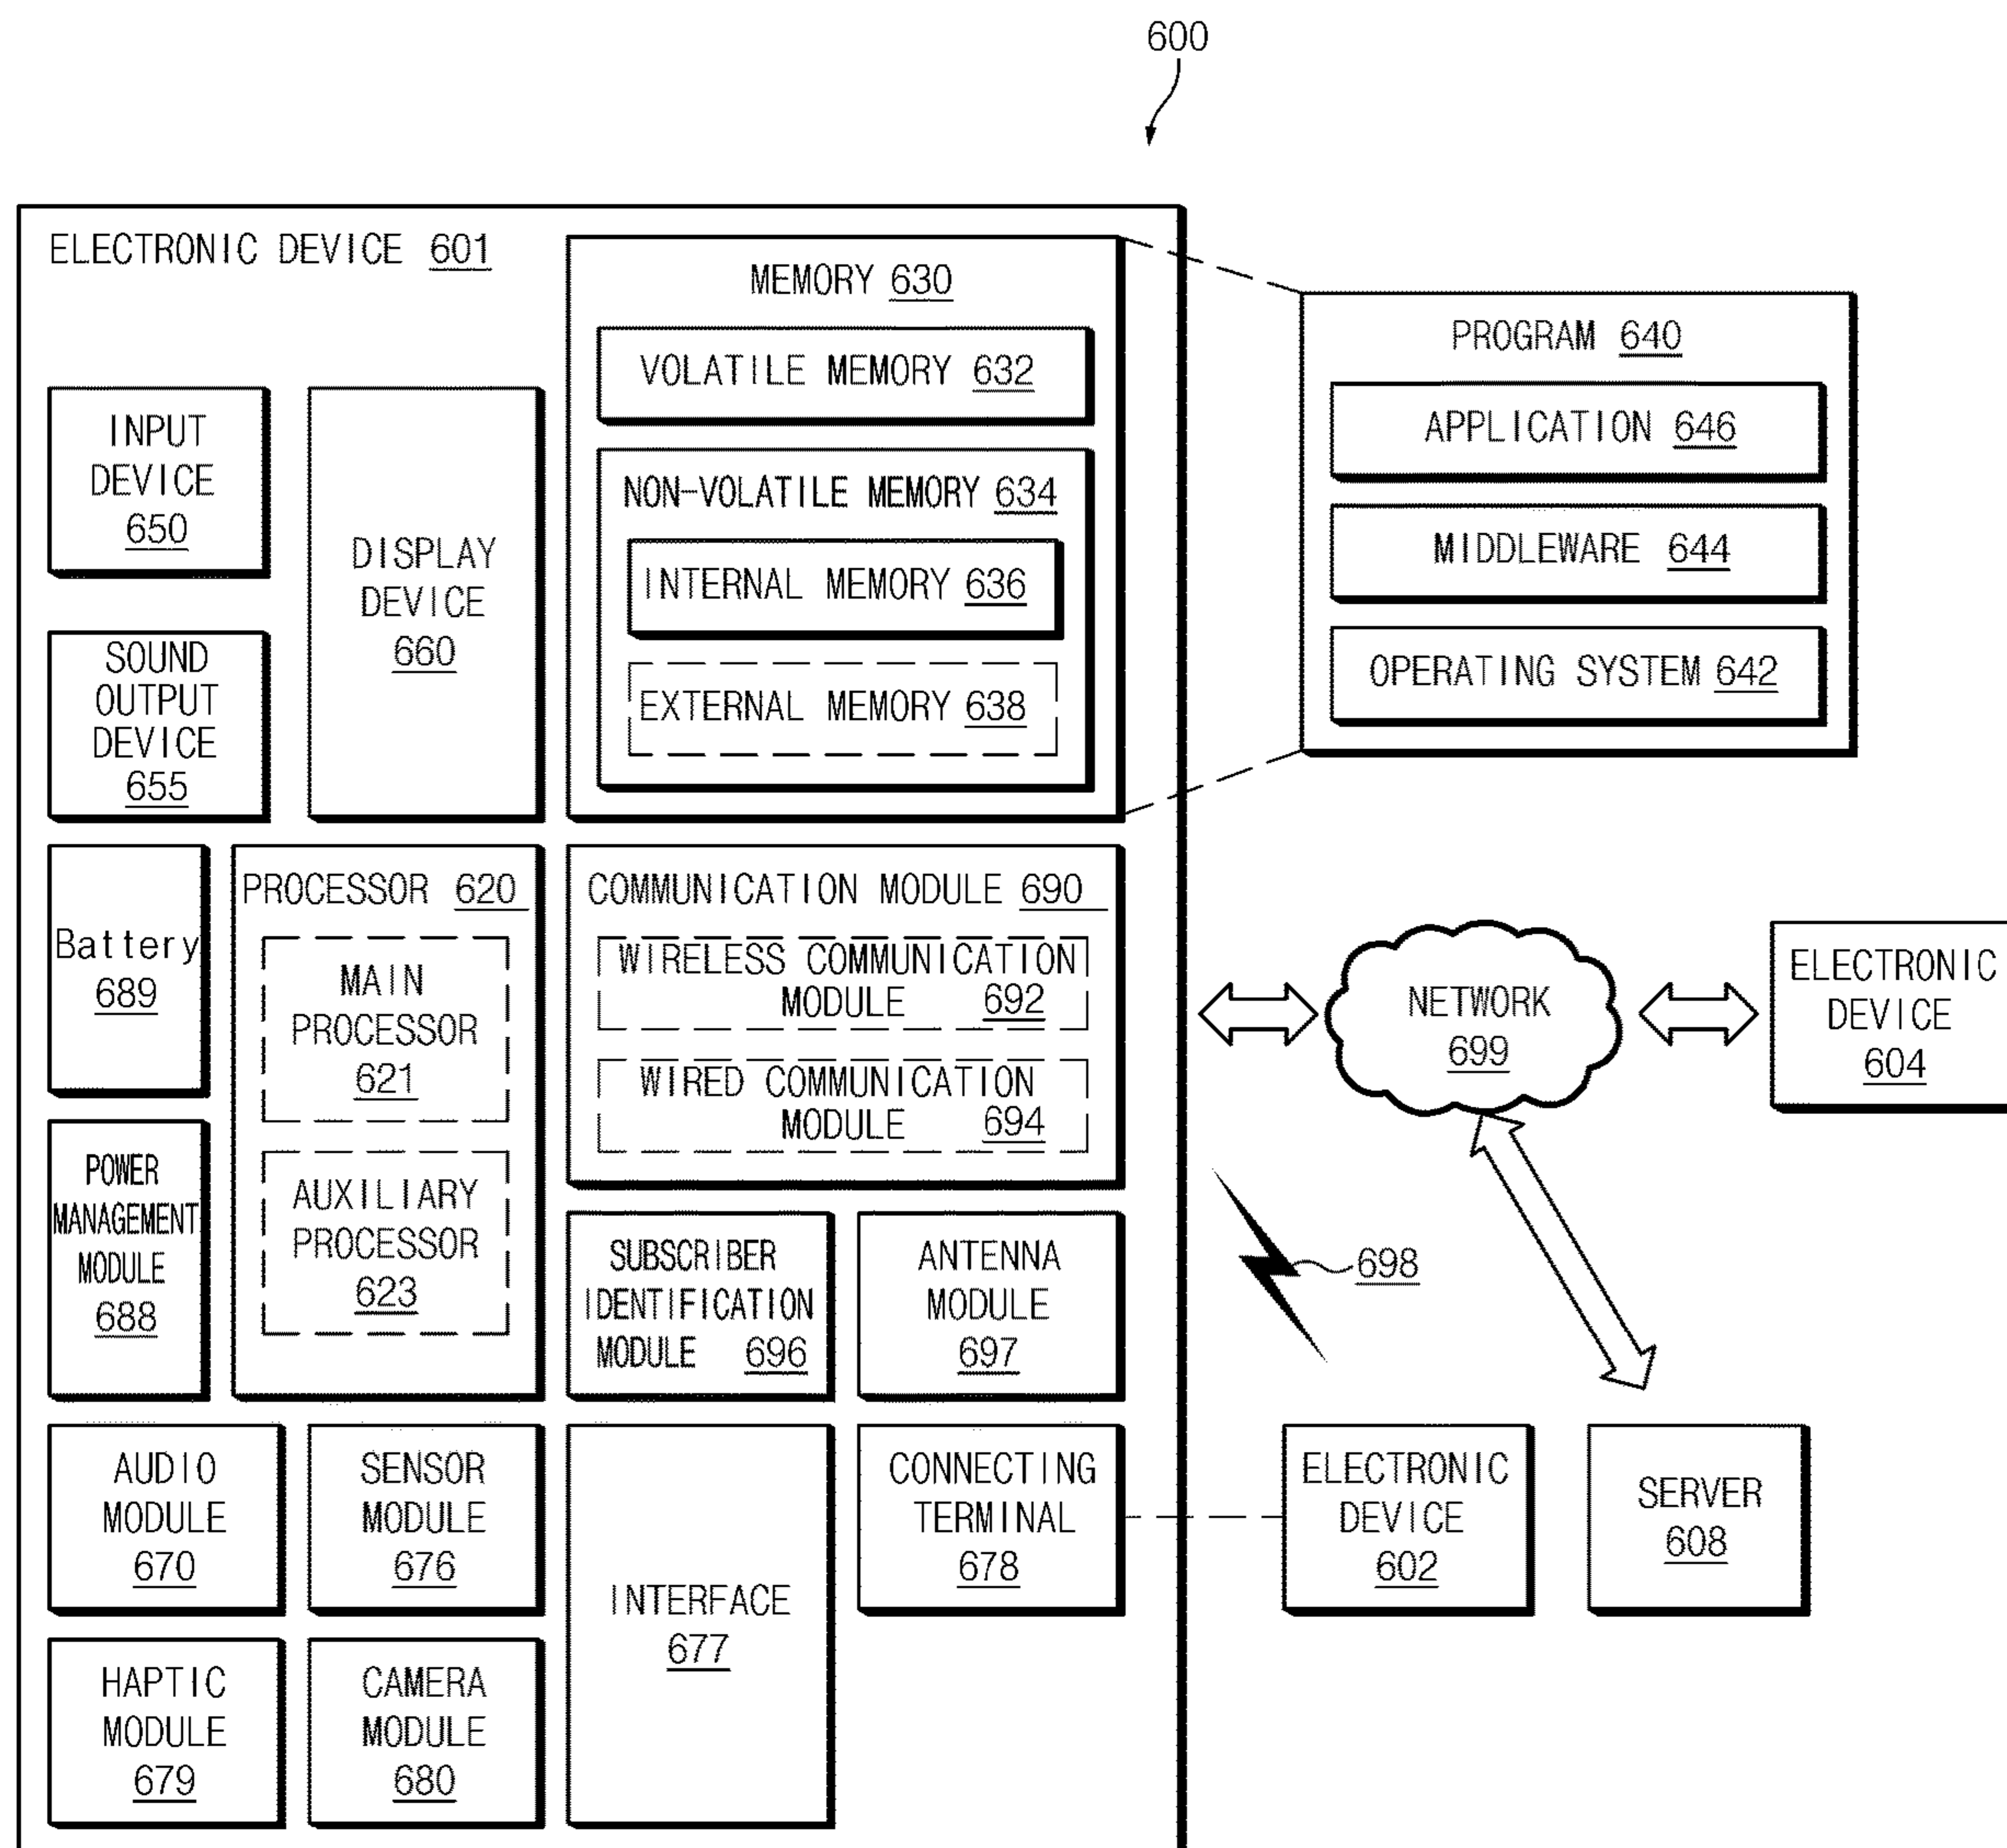 600
ELECTRONIC DEVICE 601
MEMORY 630
VOLATILE MEMORY 632
NON-VOLATILE MEMORY 634
INTERNAL MEMORY 636
EXTERNAL MEMORY 638
PROGRAM 640
APPLICATION 646
MIDDLEWARE 644
OPERATING SYSTEM 642
INPUT
DEVICE
650
SOUND
OUTPUT
DEVICE
655
DISPLAY
DEVICE
660
Battery
689
POWER
MANAGEMENT
MODULE
688
PROCESSOR 620
MAIN
PROCESSOR
621
AUXILIARY
PROCESSOR
623
COMMUNICATION MODULE 690
WIRELESS COMMUNICATION
MODULE 692
WIRED COMMUNICATION
MODULE 694
SUBSCRIBER
IDENTIFICATION
MODULE 696
ANTENNA
MODULE
697
NETWORK
699
ELECTRONIC
DEVICE
604
698
AUDIO
MODULE
670
SENSOR
MODULE
676
INTERFACE
677
CONNECTING
TERMINAL
678
ELECTRONIC
DEVICE
602
SERVER
608
HAPTIC
MODULE
679
CAMERA
MODULE
680